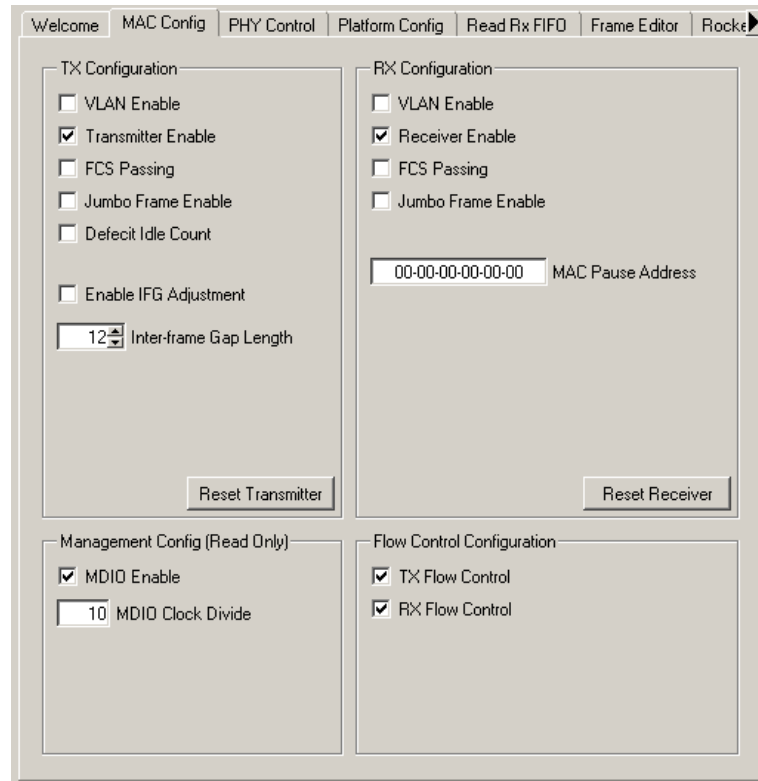 Welcome MAC Config PHY Control Platform Config Read Rx FIFO Frame Editor
TX Configuration
VLAN Enable
Transmitter Enable
FCS Passing
Jumbo Frame Enable
Defecit Idle Count
Enable IFG Adjustment
12 Inter-frame Gap Length
Reset Transmitter
RX Configuration
VLAN Enable
Receiver Enable
FCS Passing
Jumbo Frame Enable
00-00-00-00-00-00 MAC Pause Address
Reset Receiver
Management Config (Read Only)
MDIO Enable
10 MDIO Clock Divide
Flow Control Configuration
TX Flow Control
RX Flow Control